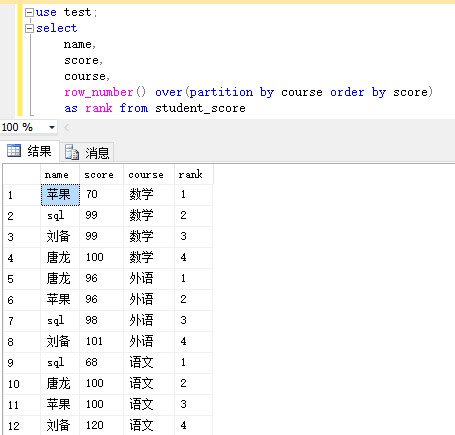 use test;
select
name,
score,
course,
row_number() over(partition by course order by score)
as rank from student_score
100 %
结果 消息
name score course rank
1 苹果 70 数学 1
2 sql 99 数学 2
3 刘备 99 数学 3
4 唐龙 100 数学 4
5 唐龙 96 外语 1
6 苹果 96 外语 2
7 sql 98 外语 3
8 刘备 101 外语 4
9 sql 68 语文 1
10 唐龙 100 语文 2
11 苹果 100 语文 3
12 刘备 120 语文 4